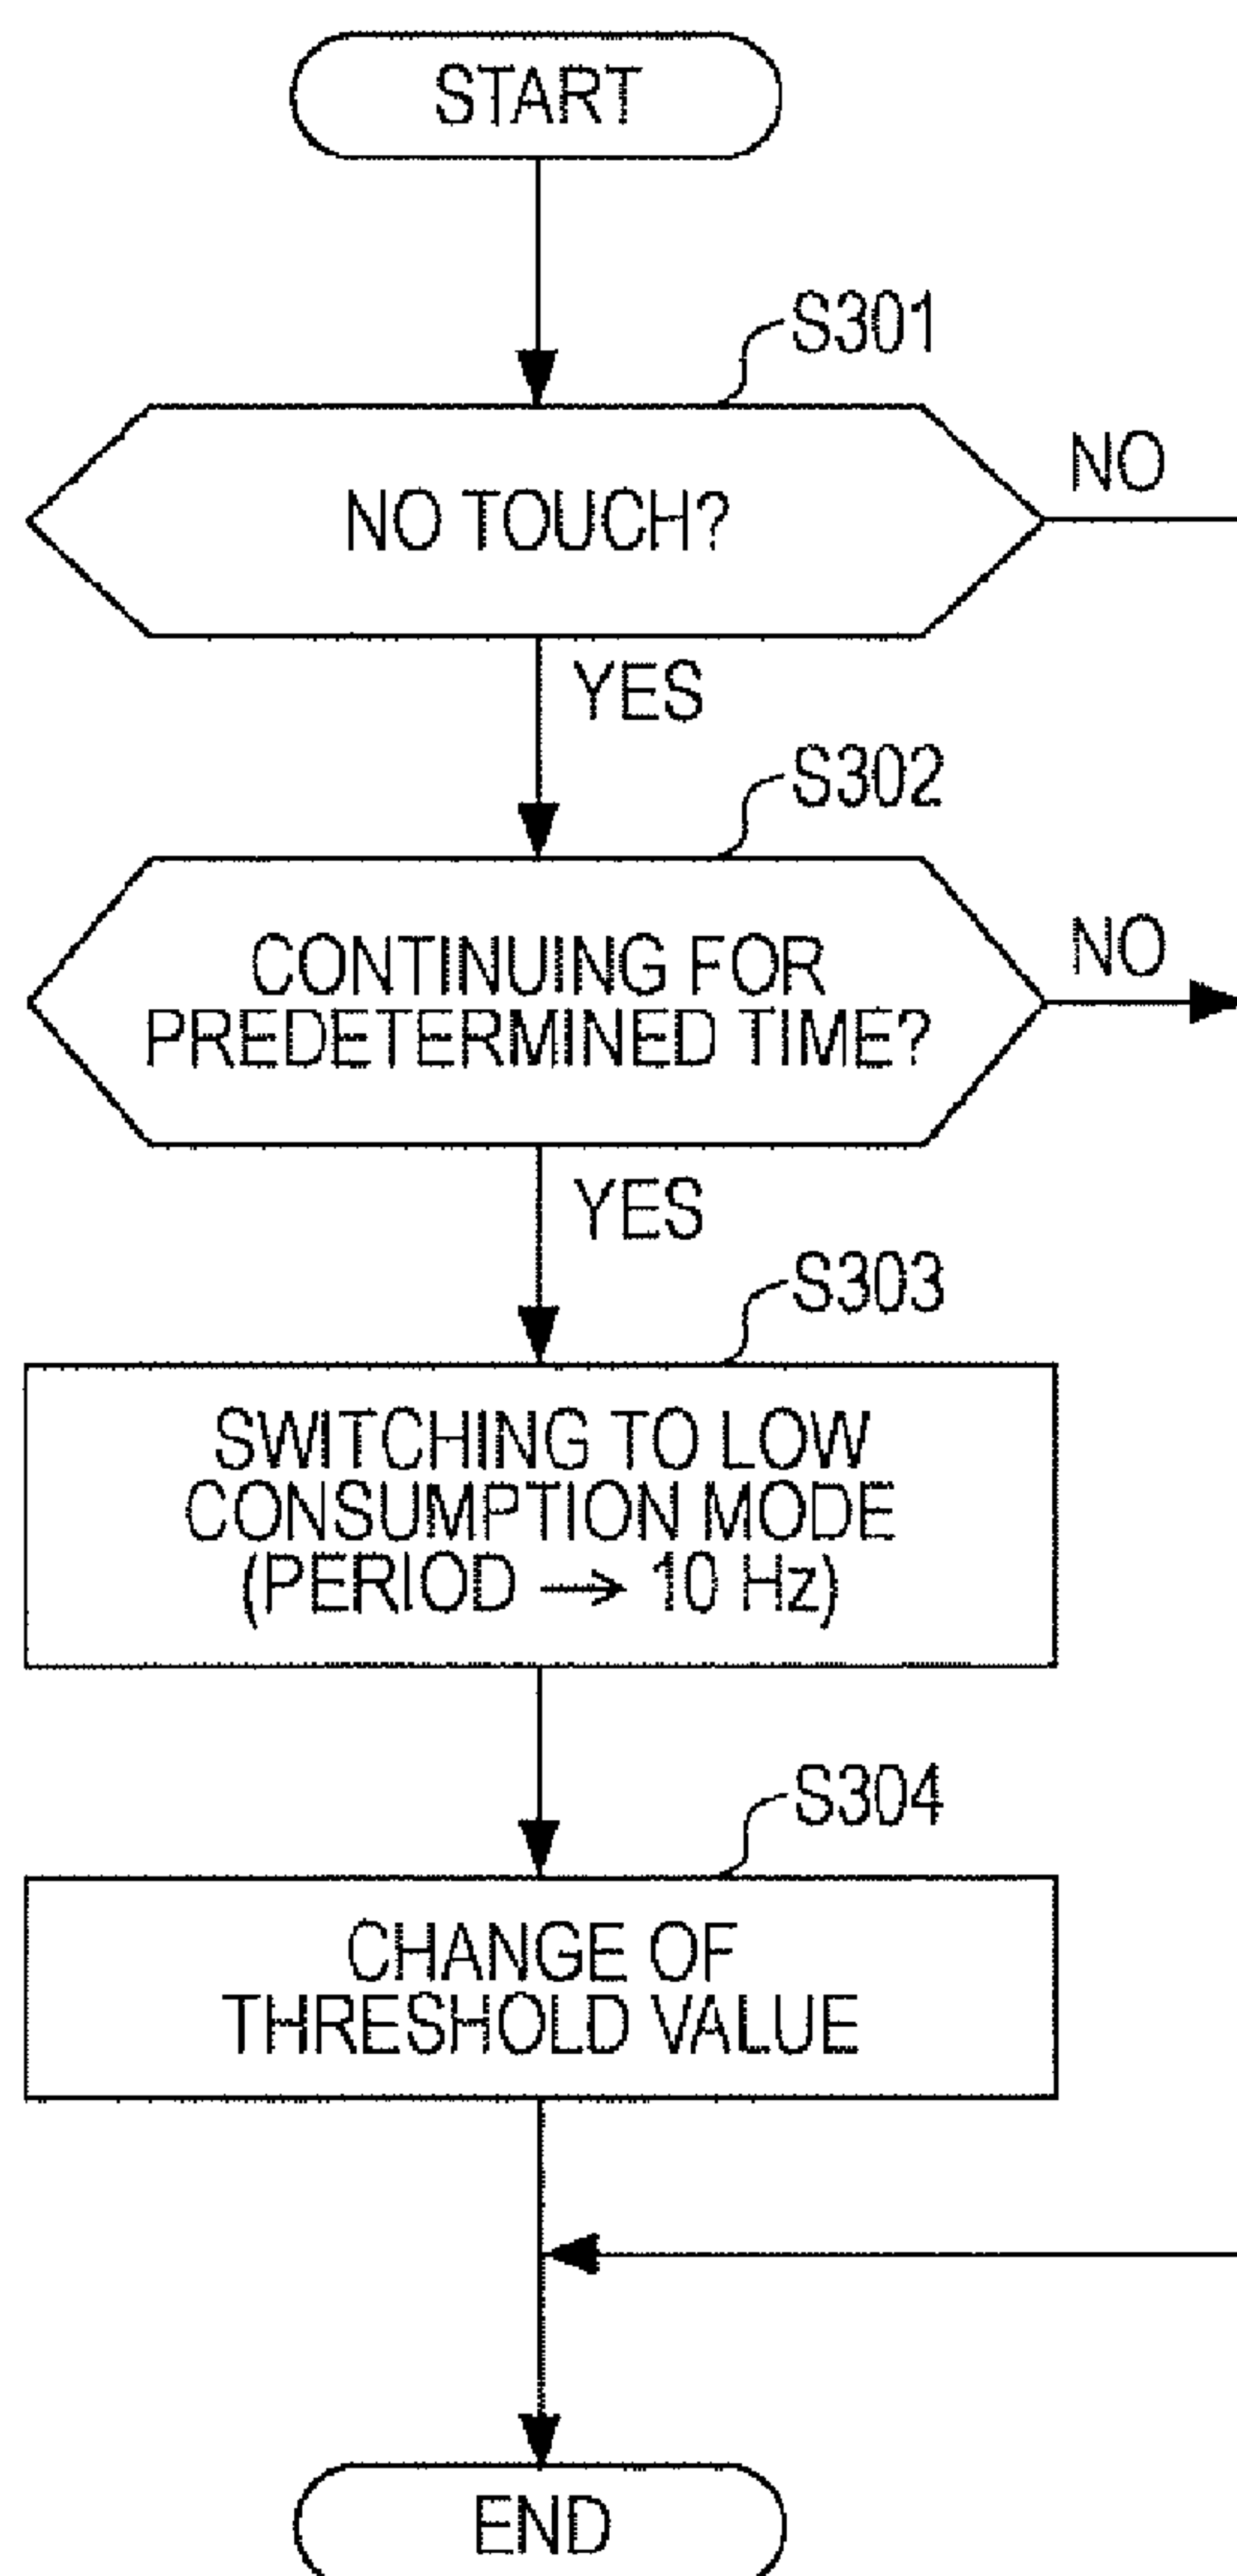 START
S301
NO TOUCH?
NO
YES
S302
CONTINUING FOR
PREDETERMINED TIME?
NO
YES
S303
SWITCHING TO LOW
CONSUMPTION MODE
(PERIOD → 10 Hz)
S304
CHANGE OF
THRESHOLD VALUE
END